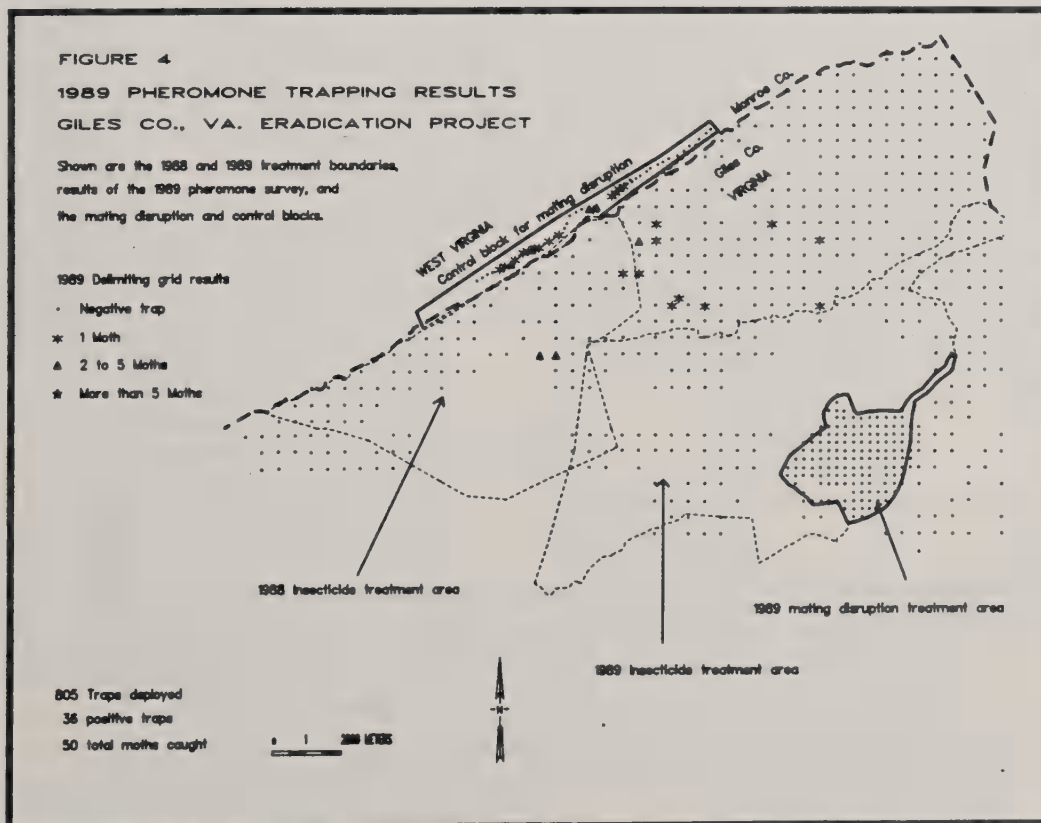 FIGURE 4
1989 PHEROMONE TRAPPING RESULTS
GILES CO., VA. ERADICATION PROJECT
Shown are the 1988 and 1989 treatment boundaries,
results of the 1989 pheromone survey, and
the mating disruption and control blocks.
1989 Delimiting grid results
Negative trap
1 Moth
2 to 5 Moths
More than 5 Moths
WEST VIRGINIA
Control block for mating disruption
Monroe Co.
Giles Co.
VIRGINIA
1988 Insecticide treatment area
1989 mating disruption treatment area
1989 Insecticide treatment area
805 Traps deployed
36 positive traps
50 total moths caught
N
0 1 2000 METERS